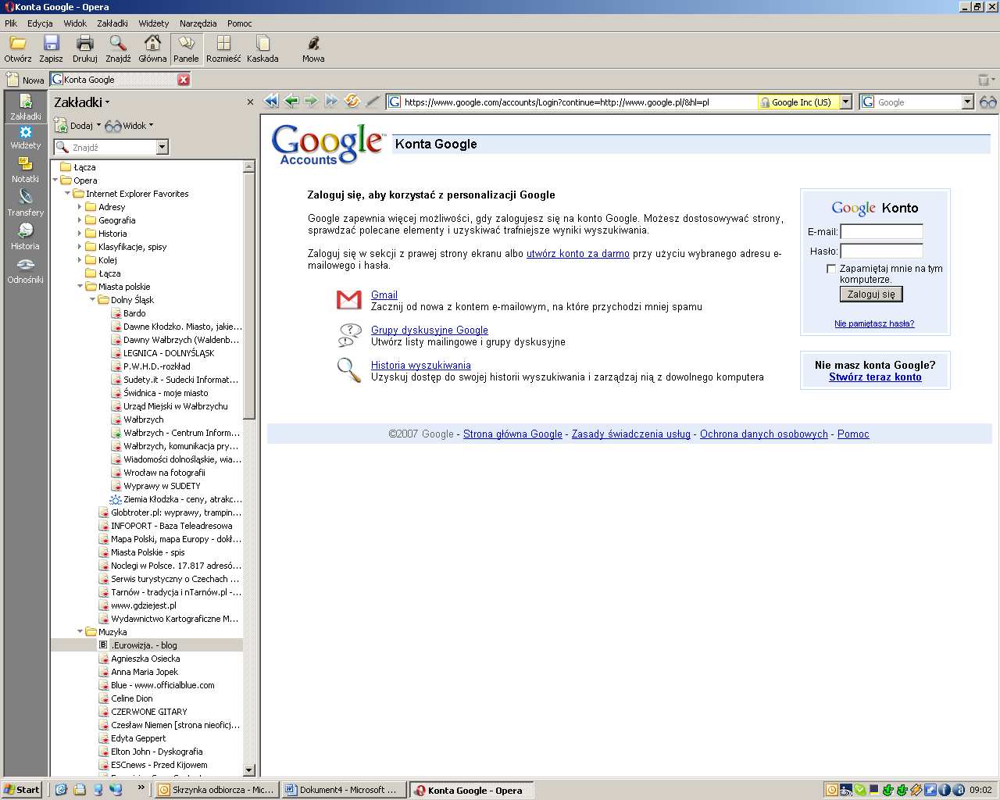 Konta Google - Opera
Plik Edycja Widok Zakładki Widżety Narzędzia Pomoc
Otwórz Zapisz Drukuj Znajdź Główna Panele Rozmieść Kaskada Mowa
Nowa Konta Google
Zakładki
Widżety
Notatki
Transfery
Historia
Odnośniki
Zakładki
Dodaj Widok
Znajdź
Łącza
Opera
Internet Explorer Favorites
Adresy
Geografia
Historia
Klasyfikacje, spisy
Kolej
Łącza
Miasta polskie
Dolny Śląsk
Bardo
Dawne Kłodzko. Miasto, jakie...
Dawny Wałbrzych (Waldenb...
LEGNICA - DOLNYŚLĄSK
P.W.H.D.-rozkład
Sudety.it - Sudecki Informat...
Świdnica - moje miasto
Urząd Miejski w Wałbrzychu
Wałbrzych
Wałbrzych - Centrum Inform...
Wałbrzych, komunikacja pry...
Wiadomości dolnośląskie, wia...
Wrocław na fotografii
Wyprawy w SUDETY
Ziemia Kłodzka - ceny, atrakc...
Globtroter.pl: wyprawy, trampin...
INFOPORT - Baza Teleadresowa
Mapa Polski, mapa Europy - dokł...
Miasta Polskie - spis
Noclegi w Polsce. 17.817 adresó...
Serwis turystyczny o Czechach ...
Tarnów - tradycja i nTarnów.pl -...
www.gdziejest.pl
Wydawnictwo Kartograficzne M...
Muzyka
.Eurowizja. - blog
Agnieszka Osiecka
Anna Maria Jopek
Blue - www.officialblue.com
Celine Dion
CZERWONE GITARY
Czesław Niemen [strona nieoficj...
Edyta Geppert
Elton John - Dyskografia
ESCnews - Przed Kijowem
https://www.google.com/accounts/Login?continue=http://www.google.pl/&hl=pl Google Inc (US) Google
Google Accounts
Konta Google
Zaloguj się, aby korzystać z personalizacji Google
Google zapewnia więcej możliwości, gdy zalogujesz się na konto Google. Możesz dostosowywać strony,
sprawdzać polecane elementy i uzyskiwać trafniejsze wyniki wyszukiwania.
Zaloguj się w sekcji z prawej strony ekranu albo utwórz konto za darmo przy użyciu wybranego adresu e-
mailowego i hasła.
Gmail
Zacznij od nowa z kontem e-mailowym, na które przychodzi mniej spamu
Grupy dyskusyjne Google
Utwórz listy mailingowe i grupy dyskusyjne
Historia wyszukiwania
Uzyskuj dostęp do swojej historii wyszukiwania i zarządzaj nią z dowolnego komputera
Google Konto
E-mail:
Hasło:
Zapamiętaj mnie na tym
komputerze.
Zaloguj się
Nie pamiętasz hasła?
Nie masz konta Google?
Stwórz teraz konto
©2007 Google - Strona główna Google - Zasady świadczenia usług - Ochrona danych osobowych - Pomoc
Start Skrzynka odbiorcza - Mic... Dokument4 - Microsoft ... Konta Google - Opera 09:02